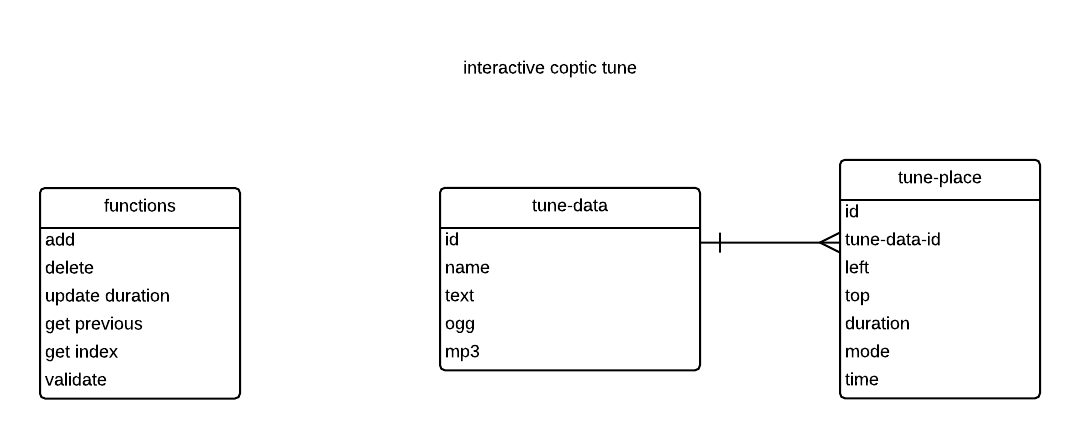 interactive coptic tune
functions
add
delete
update duration
get previous
get index
validate
tune-data
id
name
text
ogg
mp3
tune-place
id
tune-data-id
left
top
duration
mode
time